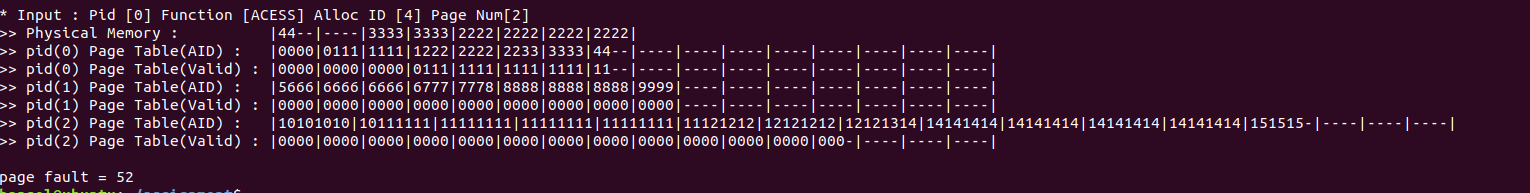 * Input : Pid [0] Function [ACESS] Alloc ID [4] Page Num[2]
>> Physical Memory :          |44--|----|3333|3333|2222|2222|2222|2222|
>> pid(0) Page Table(AID) :   |0000|0111|1111|1222|2222|2233|3333|44--|----|----|----|----|----|----|----|----|
>> pid(0) Page Table(Valid) : |0000|0000|0000|0111|1111|1111|1111|11--|----|----|----|----|----|----|----|----|
>> pid(1) Page Table(AID) :   |5666|6666|6666|6777|7778|8888|8888|8888|9999|----|----|----|----|----|----|----|
>> pid(1) Page Table(Valid) : |0000|0000|0000|0000|0000|0000|0000|0000|0000|----|----|----|----|----|----|----|
>> pid(2) Page Table(AID) :   |10101010|10111111|11111111|11111111|11111111|11121212|12121212|12121314|14141414|14141414|14141414|14141414|151515-|----|----|----|
>> pid(2) Page Table(Valid) : |0000|0000|0000|0000|0000|0000|0000|0000|0000|0000|0000|0000|000-|----|----|----|
page fault = 52